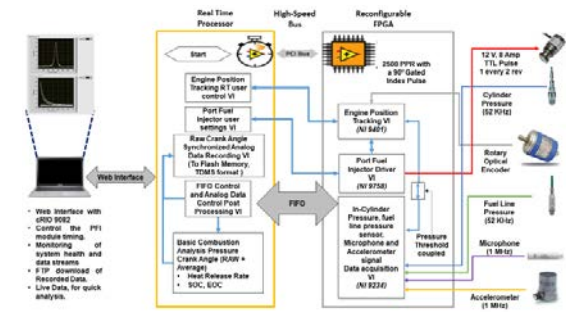 Real Time
Processor
High-Speed
Bus
Reconfigurable
FPGA
Start
PCI Bus
2500 PPR with
a 90° Gated
Index Pulse
12 V, 8 Amp
TTL Pulse
1 every 2 rev
Engine Position
Tracking RT user
control VI
Port Fuel
Injector user
settings VI
Raw Crank Angle
Synchronized Analog
Data Recording VI
(To Flash Memory,
TDMS format )
FIFO Control
and Analog Data
Control Post
Processing VI
Basic Combustion
Analysis Pressure
Crank Angle (RAW +
Average)
• Heat Release Rate
• SOC, EOC
Web Interface
FIFO
Engine Position
Tracking VI
(NI 9401)
Port Fuel
Injector Driver
VI
(NI 9758)
In-Cylinder
Pressure, fuel
line pressure
sensor,
Microphone and
Accelerometer
signal
Data acquisition
VI
(NI 9234)
Pressure
Threshold
coupled
Cylinder
Pressure
(52 KHz)
Rotary
Optical
Encoder
Fuel Line
Pressure
(52 KHz)
Microphone
(1 MHz)
Accelerometer
(1 MHz)
• Web Interface with
cRIO 9082
• Control the PFI
module timing.
• Monitoring of
system health and
data streams
• FTP download of
Recorded Data.
• Live Data, for quick
analysis.